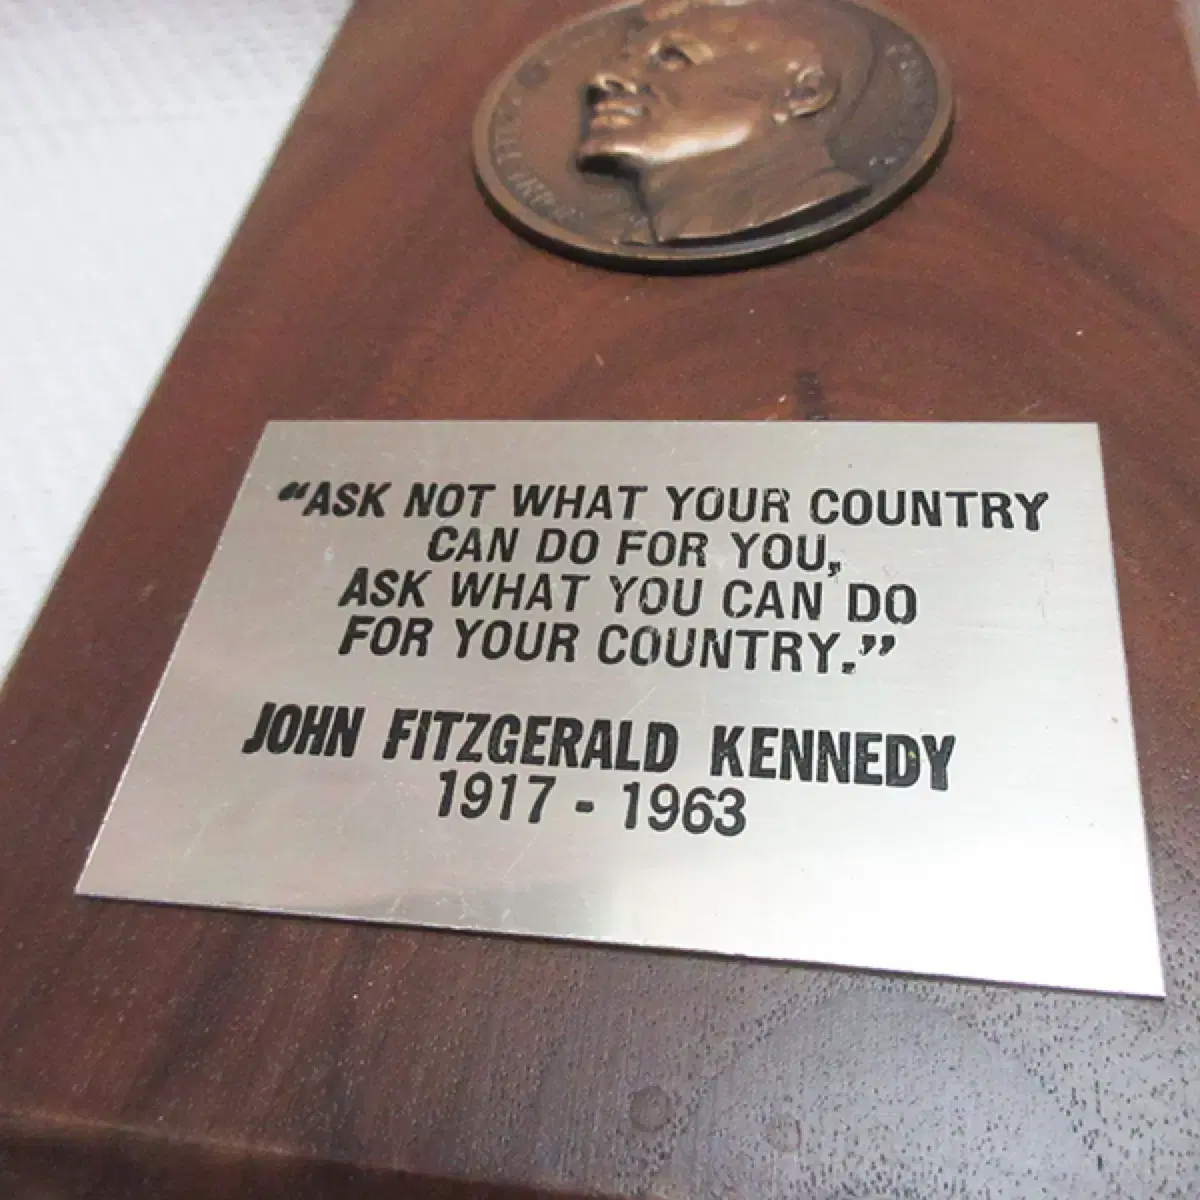 “ASK NOT WHAT YOUR COUNTRY
CAN DO FOR YOU,
ASK WHAT YOU CAN DO
FOR YOUR COUNTRY.”
JOHN FITZGERALD KENNEDY
1917 - 1963